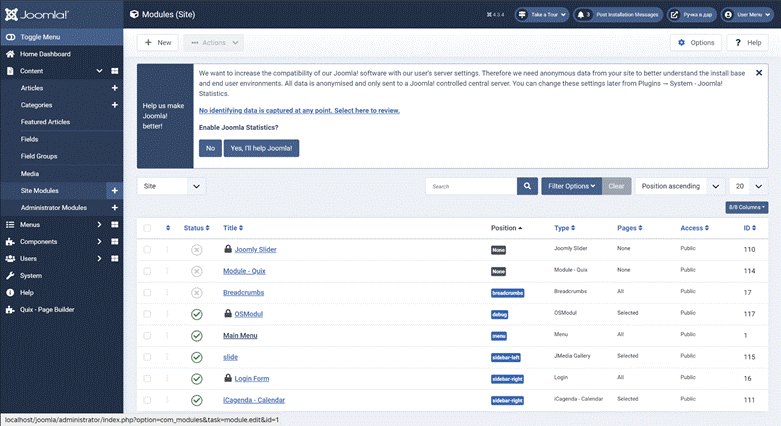 Joomla!
Modules (Site)
4.3.4
Take a Tour
3
Post Installation Messages
Ручка а дар
User Menu
Toggle Menu
Home Dashboard
Content
Articles
Categories
Featured Articles
Fields
Field Groups
Media
Site Modules
Administrator Modules
Menus
Components
Users
System
Help
Quix - Page Builder
New
Actions
Options
Help
Help us make
Joomla!
better!
We want to increase the compatibility of our Joomla! software with our user's server settings. Therefore we need anonymous data from your site to better understand the install base
and end user environments. All data is anonymised and only sent to a Joomla! controlled central server. You can change these settings later from Plugins → System - Joomla!
Statistics.
No identifying data is captured at any point. Select here to review.
Enable Joomla Statistics?
No
Yes, I'll help Joomla!
Site
Search
Filter Options
Clear
Position ascending
20
8/8 Columns
Status Title Position Type Pages Access ID
Joomly Slider None Joomly Slider None Public 110
Module - Quix None Module - Quix None Public 114
Breadcrumbs breadcrumbs Breadcrumbs All Public 17
OSModul debug OSModul Selected Public 117
Main Menu menu Menu All Public 1
slide sidebar-left JMedia Gallery Selected Public 115
Login Form sidebar-right Login All Public 16
iCagenda - Calendar sidebar-right iCagenda - Calendar Selected Public 111
localhost/joomla/administrator/index.php?option=com_modules&task=module.edit&id=1